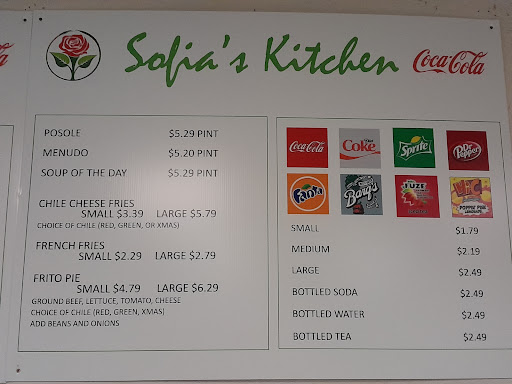 Sofia's Kitchen
Coca-Cola
POSOLE $5.29 PINT
MENUDO $5.20 PINT
SOUP OF THE DAY $5.29 PINT
CHILE CHEESE FRIES
SMALL $3.39 LARGE $5.79
CHOICE OF CHILE (RED, GREEN, OR XMAS)
FRENCH FRIES
SMALL $2.29 LARGE $2.79
FRITO PIE
SMALL $4.79 LARGE $6.29
GROUND BEEF, LETTUCE, TOMATO, CHEESE
CHOICE OF CHILE (RED, GREEN, XMAS)
ADD BEANS AND ONIONS
Coca-Cola
Coke
Sprite
Dr Pepper
Fanta
Barq's
FUZE
SMALL $1.79
MEDIUM $2.19
LARGE $2.49
BOTTLED SODA $2.49
BOTTLED WATER $2.49
BOTTLED TEA $2.49